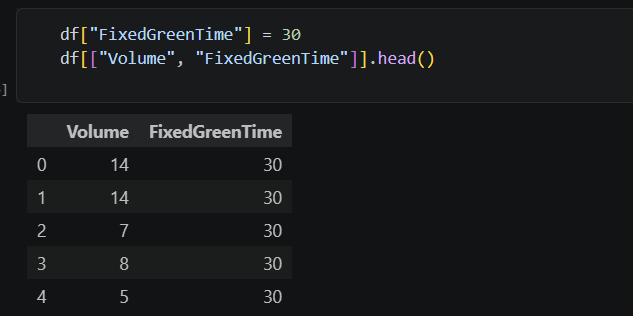 df["FixedGreenTime"] = 30
df[["Volume", "FixedGreenTime"]].head()
]
Volume FixedGreenTime
0 14 30
1 14 30
2 7 30
3 8 30
4 5 30